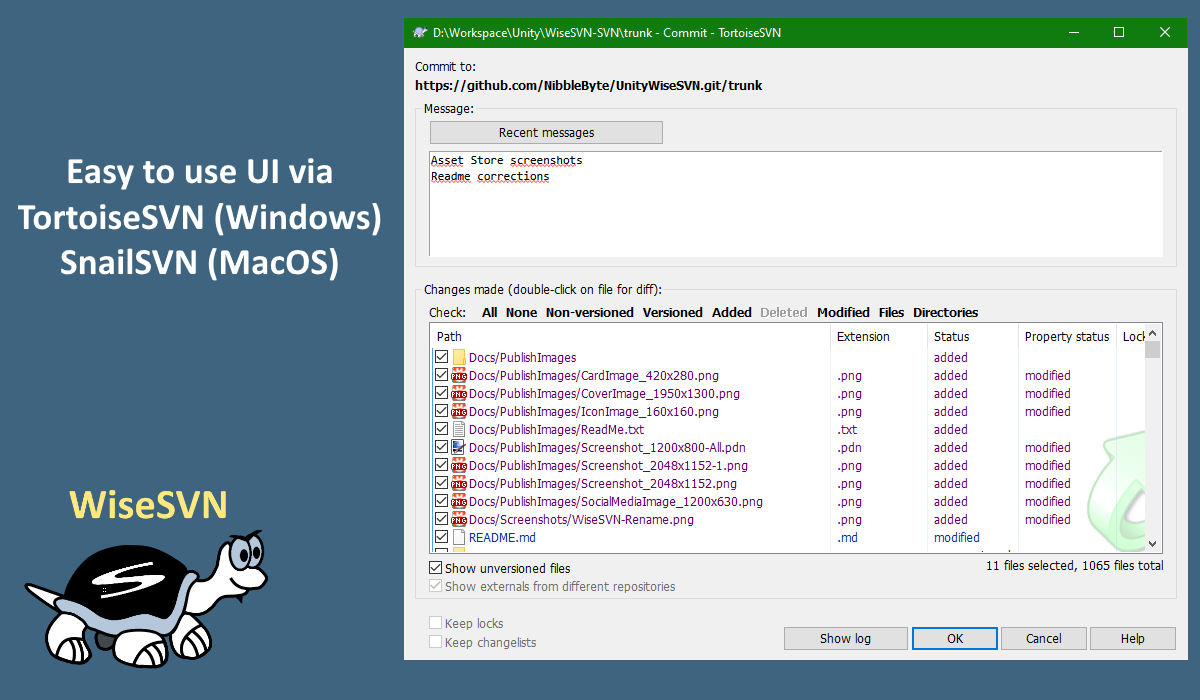 Easy to use UI via
TortoiseSVN (Windows)
SnailSVN (MacOS)
WiseSVN
D:\Workspace\Unity\WiseSVN-SVN\trunk - Commit - TortoiseSVN
Commit to:
https://github.com/NibbleByte/UnityWiseSVN.git/trunk
Message:
Recent messages
Asset Store screenshots
Readme corrections
Changes made (double-click on file for diff):
Check: All None Non-versioned Versioned Added Deleted Modified Files Directories
Path Extension Status Property status Lock
Docs/PublishImages added
Docs/PublishImages/CardImage_420x280.png .png added modified
Docs/PublishImages/CoverImage_1950x1300.png .png added modified
Docs/PublishImages/IconImage_160x160.png .png added modified
Docs/PublishImages/ReadMe.txt .txt added
Docs/PublishImages/Screenshot_1200x800-All.pdn .pdn added modified
Docs/PublishImages/Screenshot_2048x1152-1.png .png added modified
Docs/PublishImages/Screenshot_2048x1152.png .png added modified
Docs/PublishImages/SocialMediaImage_1200x630.png .png added modified
Docs/Screenshots/WiseSVN-Rename.png .png added modified
README.md .md modified
Show unversioned files
11 files selected, 1065 files total
Show externals from different repositories
Keep locks
Keep changelists
Show log OK Cancel Help